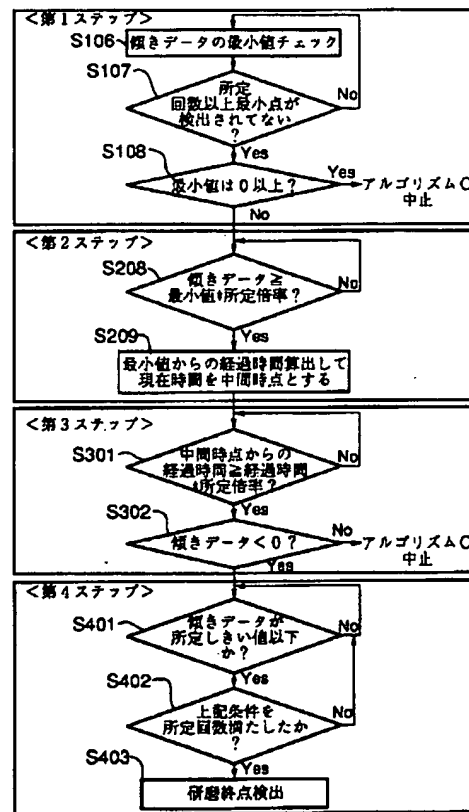 <第1ステップ>
S106
傾きデータの最小値チェック
S107
所定
回数以上最小点が
検出されてない
?
No
Yes
S108
最小値は0以上?
Yes
アルゴリズムC
中止
No
<第2ステップ>
S208
傾きデータ≧
最小値*所定倍率?
No
Yes
S209
最小値からの経過時間算出して
現在時間を中間時点とする
<第3ステップ>
S301
中間時点からの
経過時間≧経過時間
*所定倍率?
No
Yes
S302
傾きデータ<0?
No
アルゴリズムC
中止
Yes
<第4ステップ>
S401
傾きデータが
所定しきい値以下
か?
No
Yes
S402
上記条件を
所定回数満たしたか
?
No
Yes
S403
研磨終点検出